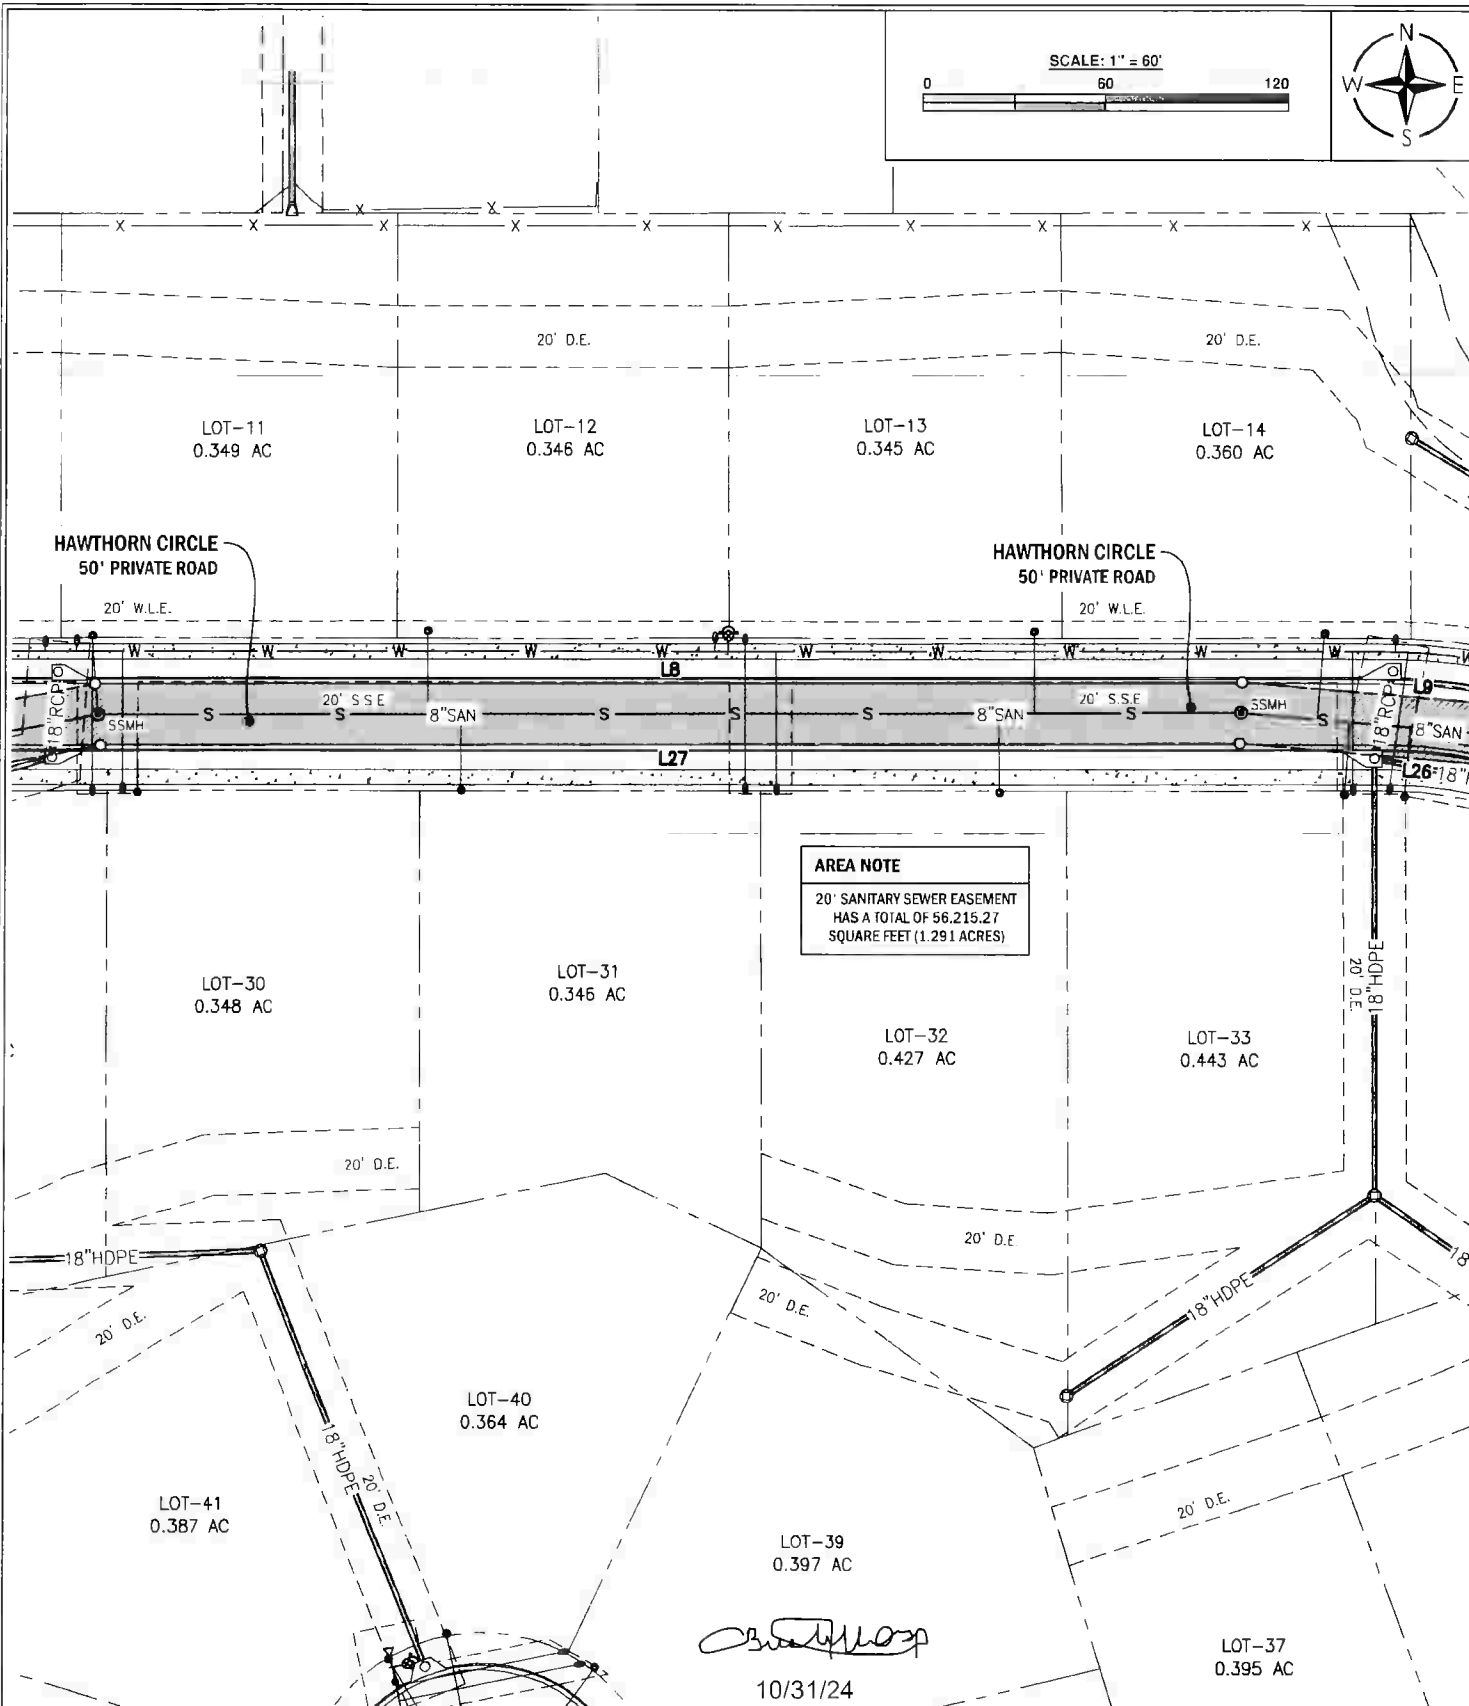 SCALE: 1" = 60'
0 60 120
N
W E
S
X X
X X X X X X X X X X
20' D.E. 20' D.E.
LOT-11
0.349 AC
LOT-12
0.346 AC
LOT-13
0.345 AC
LOT-14
0.360 AC
HAWTHORN CIRCLE
50' PRIVATE ROAD
HAWTHORN CIRCLE
50' PRIVATE ROAD
20' W.L.E. 20' W.L.E.
W W W W W W W W W W W
L8 L9
18"RCP 20' S.S.E 20' S.S.E 18"RCP
SSMH S S 8"SAN S S S 8"SAN S SSMH S 8"SAN
L27 L26 18"
AREA NOTE
20' SANITARY SEWER EASEMENT
HAS A TOTAL OF 56.215.27
SQUARE FEET (1.291 ACRES)
LOT-30
0.348 AC
LOT-31
0.346 AC
LOT-32
0.427 AC
LOT-33
0.443 AC
20' D.E.
18"HDPE
20' D.E.
20' D.E.
18"HDPE
18"HDPE
18
20' D.E.
20' D.E.
LOT-40
0.364 AC
18"HDPE
20' D.E.
LOT-41
0.387 AC
20' D.E.
LOT-39
0.397 AC
LOT-37
0.395 AC
10/31/24